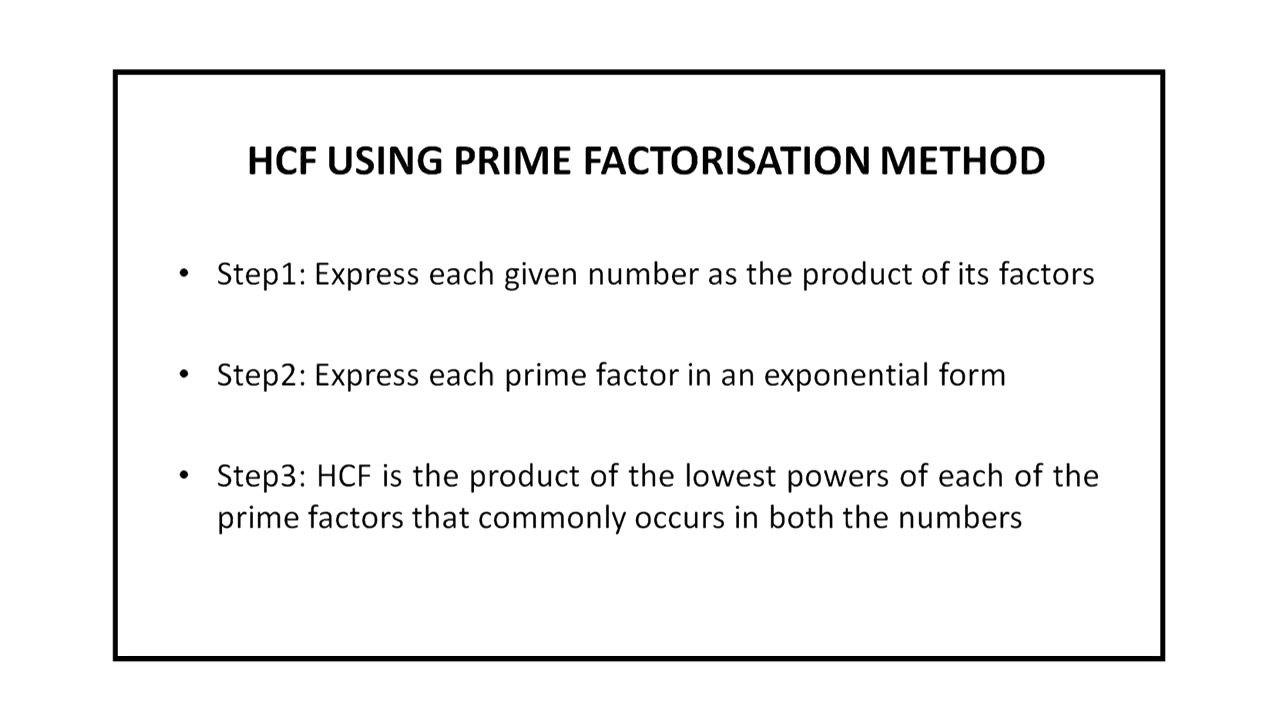 HCF USING PRIME FACTORISATION METHOD
• Step1: Express each given number as the product of its factors
• Step2: Express each prime factor in an exponential form
• Step3: HCF is the product of the lowest powers of each of the
prime factors that commonly occurs in both the numbers